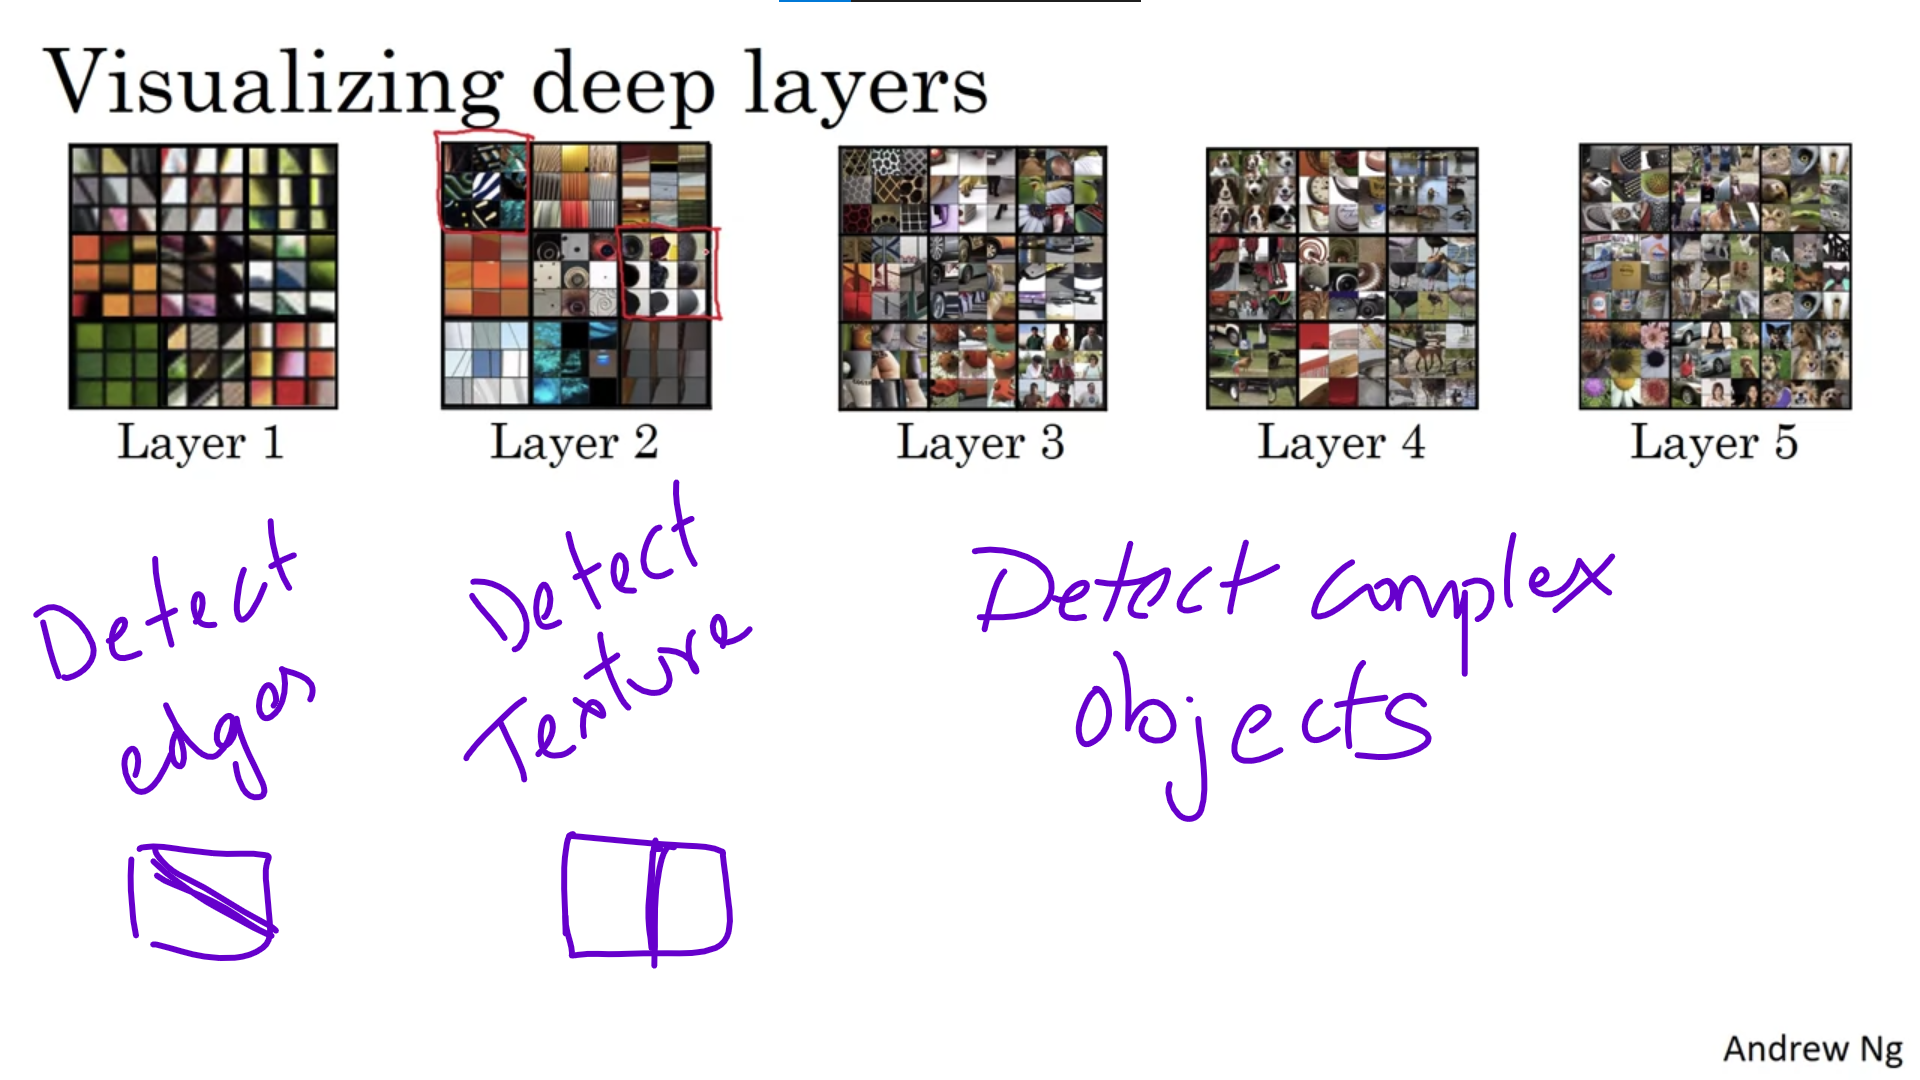 Visualizing deep layers
Layer 1
Layer 2
Layer 3
Layer 4
Layer 5
Detect
edges
Detect
Texture
Detect complex
objects
Andrew Ng